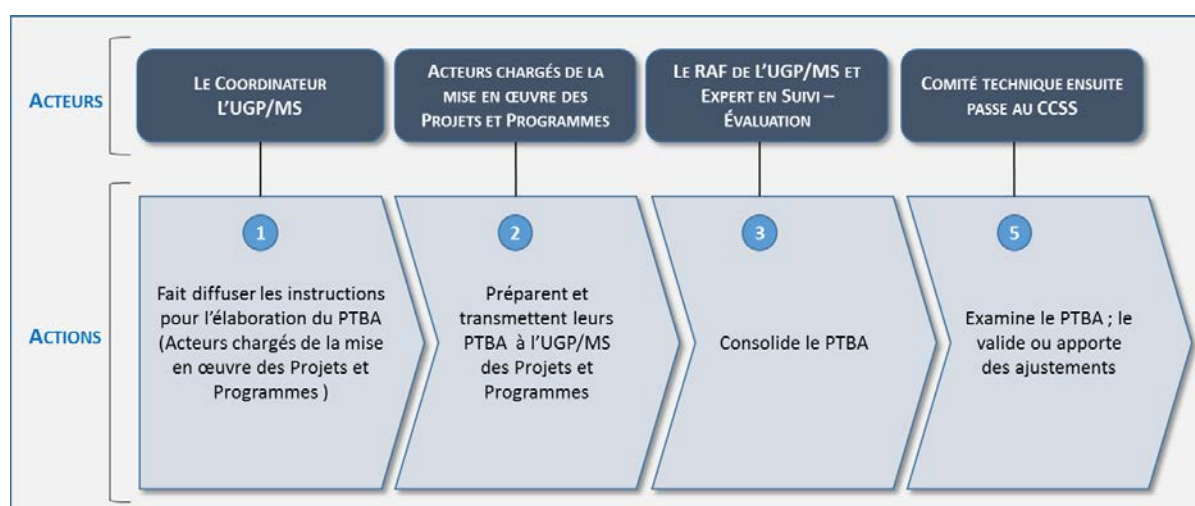 ACTEURS
LE COORDINATEUR
L'UGP/MS
ACTEURS CHARGÉS DE LA
MISE EN ŒUVRE DES
PROJETS ET PROGRAMMES
LE RAF DE L'UGP/MS ET
EXPERT EN SUIVI –
ÉVALUATION
COMITÉ TECHNIQUE ENSUITE
PASSE AU CCSS
ACTIONS
1
Fait diffuser les instructions
pour l'élaboration du PTBA
(Acteurs chargés de la mise
en œuvre des Projets et
Programmes )
2
Préparent et
transmettent leurs
PTBA à l'UGP/MS
des Projets et
Programmes
3
Consolide le PTBA
5
Examine le PTBA ; le
valide ou apporte
des ajustements